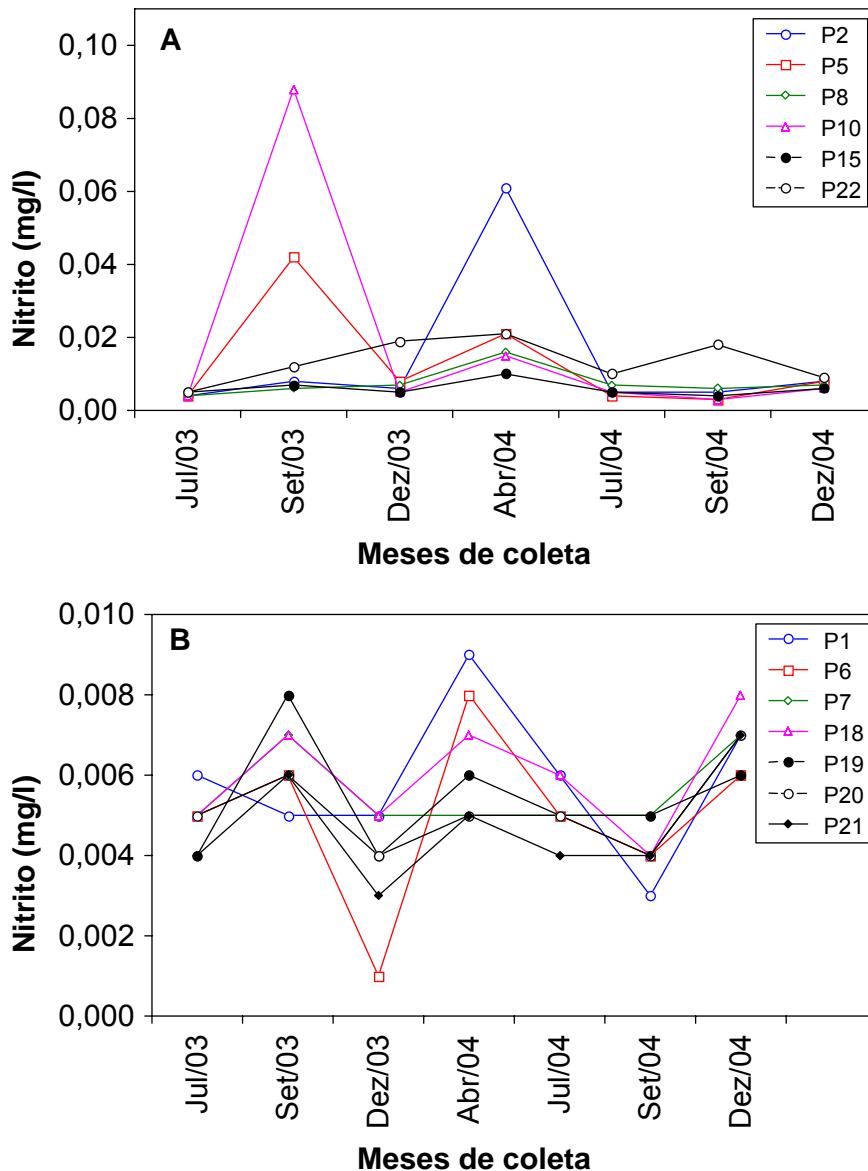 A
0,10
0,08
0,06
0,04
0,02
0,00
Nitrito (mg/l)
P2
P5
P8
P10
P15
P22
Jul/03
Set/03
Dez/03
Abr/04
Jul/04
Set/04
Dez/04
Meses de coleta
B
0,010
0,008
0,006
0,004
0,002
0,000
Nitrito (mg/l)
P1
P6
P7
P18
P19
P20
P21
Jul/03
Set/03
Dez/03
Abr/04
Jul/04
Set/04
Dez/04
Meses de coleta